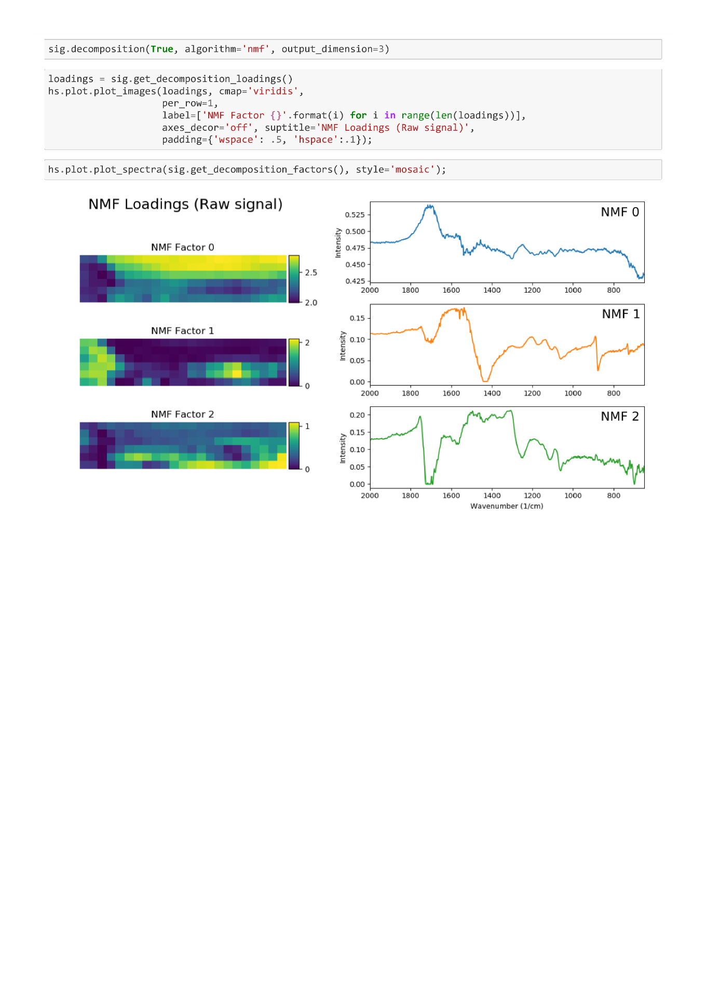 sig.decomposition(True, algorithm='nmf', output_dimension=3)
loadings = sig.get_decomposition_loadings()
hs.plot.plot_images(loadings, cmap='viridis',
per_row=1,
label=['NMF Factor {}'.format(i) for i in range(len(loadings))],
axes_decor='off', suptitle='NMF Loadings (Raw signal)',
padding={'wspace': .5, 'hspace':.1});
hs.plot.plot_spectra(sig.get_decomposition_factors(), style='mosaic');
NMF Loadings (Raw signal)
NMF Factor 0
2.5
2.0
NMF Factor 1
2
0
NMF Factor 2
1
0
NMF 0
Intensity
0.525
0.500
0.475
0.450
0.425
2000 1800 1600 1400 1200 1000 800
NMF 1
Intensity
0.15
0.10
0.05
0.00
2000 1800 1600 1400 1200 1000 800
NMF 2
Intensity
0.20
0.15
0.10
0.05
0.00
2000 1800 1600 1400 1200 1000 800
Wavenumber (1/cm)